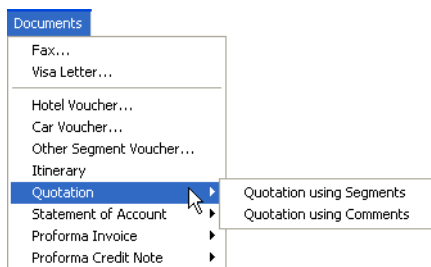 Documents
Fax...
Visa Letter...
Hotel Voucher...
Car Voucher...
Other Segment Voucher...
Itinerary
Quotation
Quotation using Segments
Statement of Account
Quotation using Comments
Proforma Invoice
Proforma Credit Note